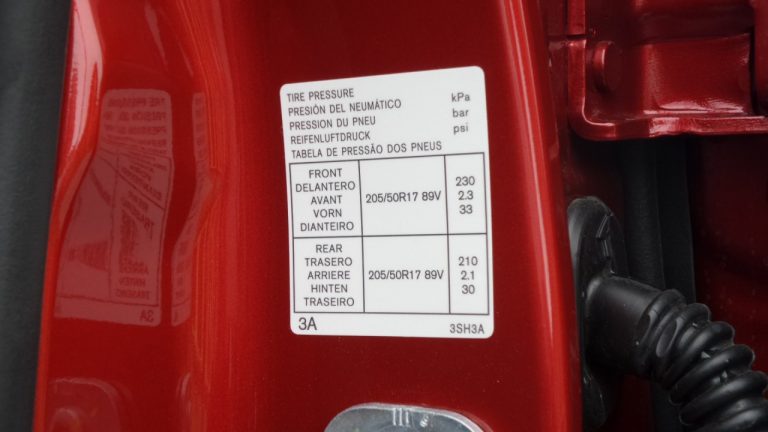 TIRE PRESSURE
PRESIÓN DEL NEUMÁTICO kPa
PRESSION DU PNEU bar
REIFENLUFTDRUCK psi
TABELA DE PRESSÃO DOS PNEUS
FRONT
DELANTERO 230
AVANT 205/50R17 89V 2.3
VORN 33
DIANTEIRO
REAR
TRASERO 210
ARRIERE 205/50R17 89V 2.1
HINTEN 30
TRASEIRO
3A 3SH3A